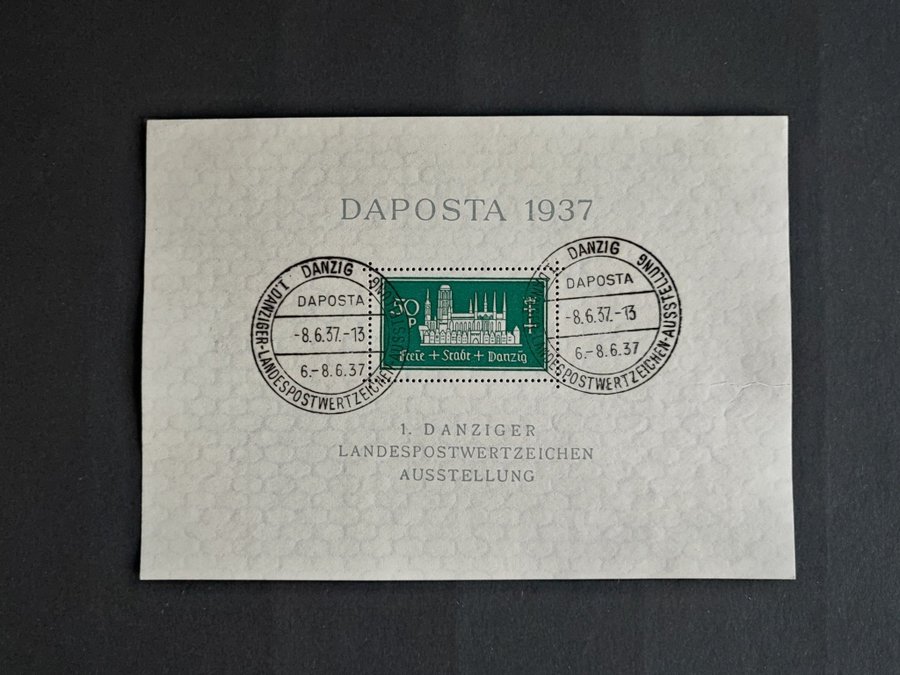 DAPOSTA 1937
1. DANZIGER-LANDESPOSTWERTZEICHEN-AUSSTELLUNG
DANZIG
DAPOSTA
-8.6.37.-13
6.-8.6.37
50
p
Freie + Stadt + Danzig
DANZIG
LANDESPOSTWERTZEICHEN-AUSSTELLUNG
DAPOSTA
-8.6.37.-13
6.-8.6.37
1. DANZIGER
LANDESPOSTWERTZEICHEN
AUSSTELLUNG